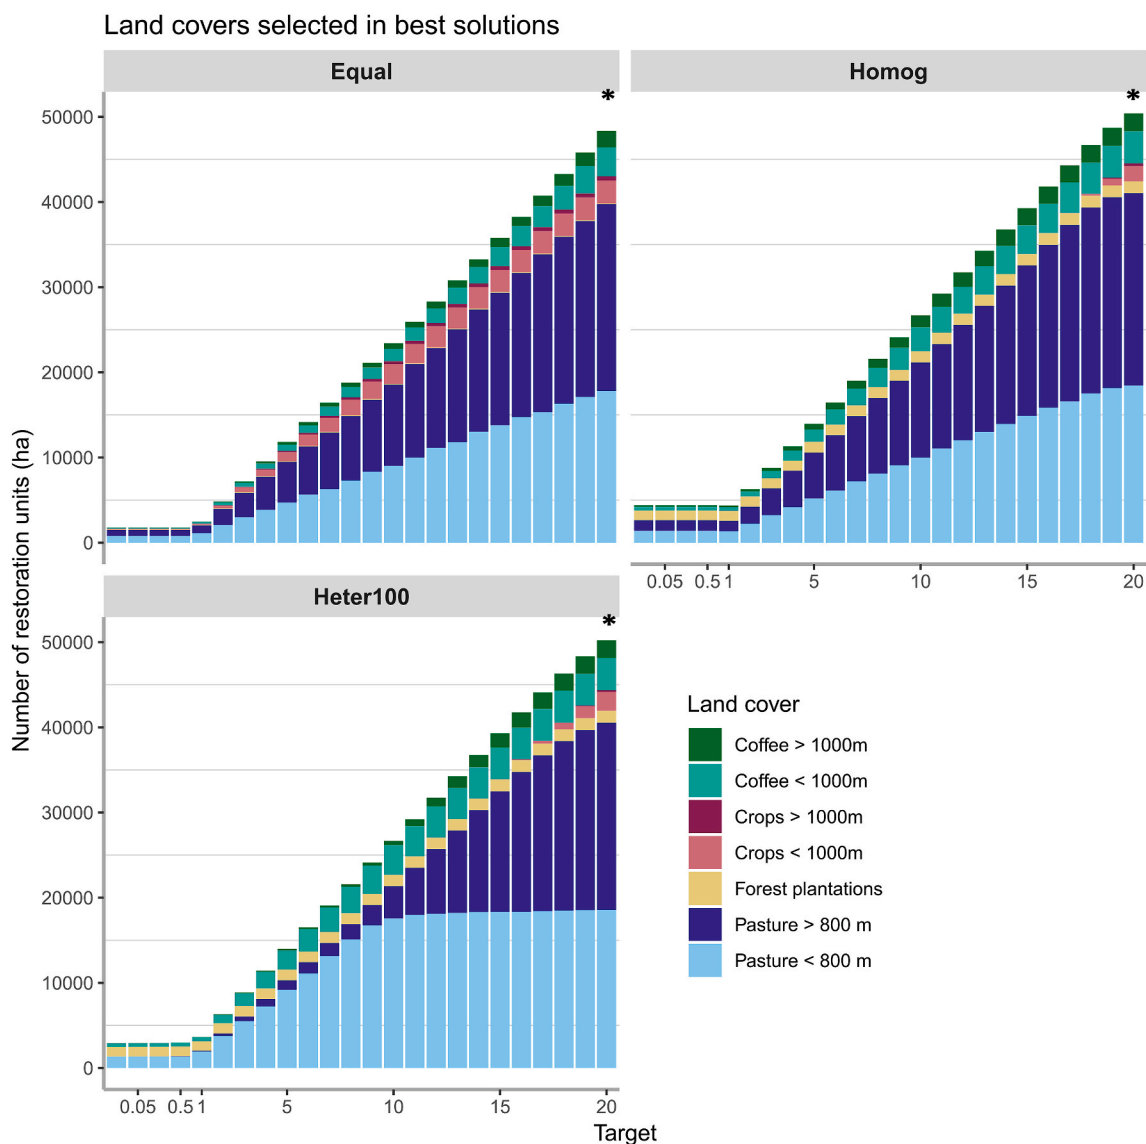 Land covers selected in best solutions
Equal
Homog
*
*
50000
40000
30000
20000
10000
0
0.05 0.5 1 5 10 15 20
Heter100
*
50000
40000
30000
20000
10000
0
0.05 0.5 1 5 10 15 20
Number of restoration units (ha)
Target
Land cover
Coffee > 1000m
Coffee < 1000m
Crops > 1000m
Crops < 1000m
Forest plantations
Pasture > 800 m
Pasture < 800 m